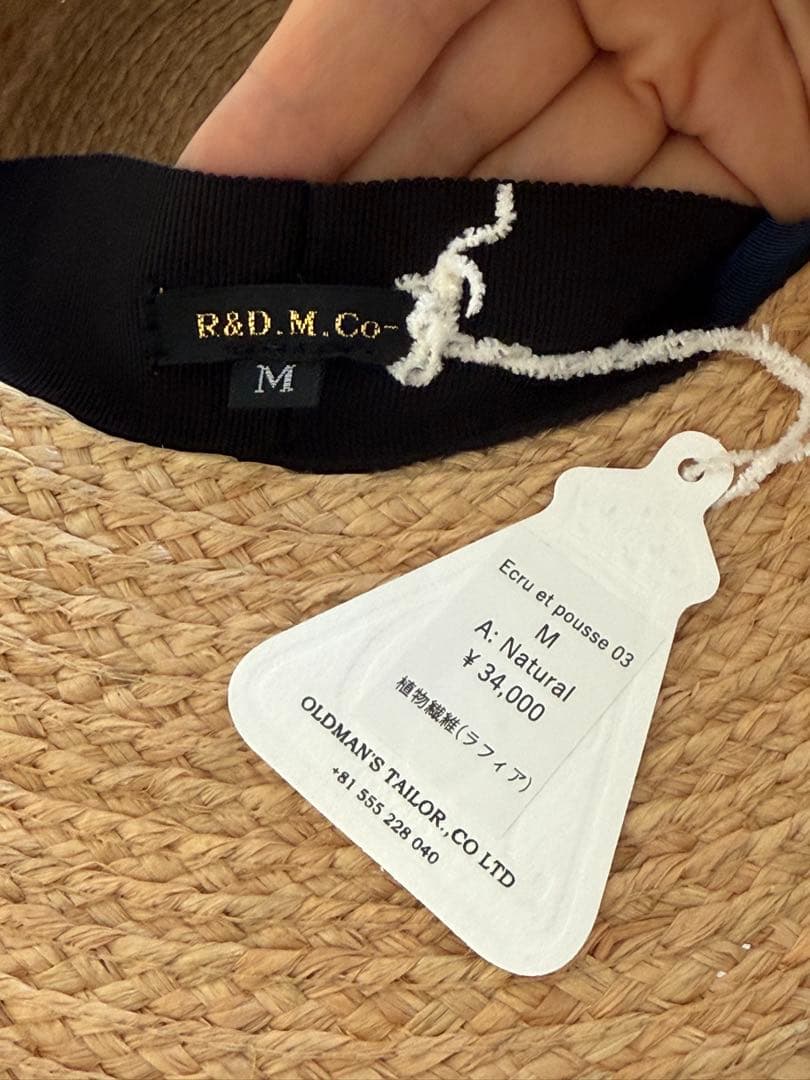 R&D.M.Co-
M
Ecru et pousse 03
M
A: Natural
¥ 34,000
植物繊維(ラフィア)
OLDMAN'S TAILOR.,CO LTD
+81 555 228 040